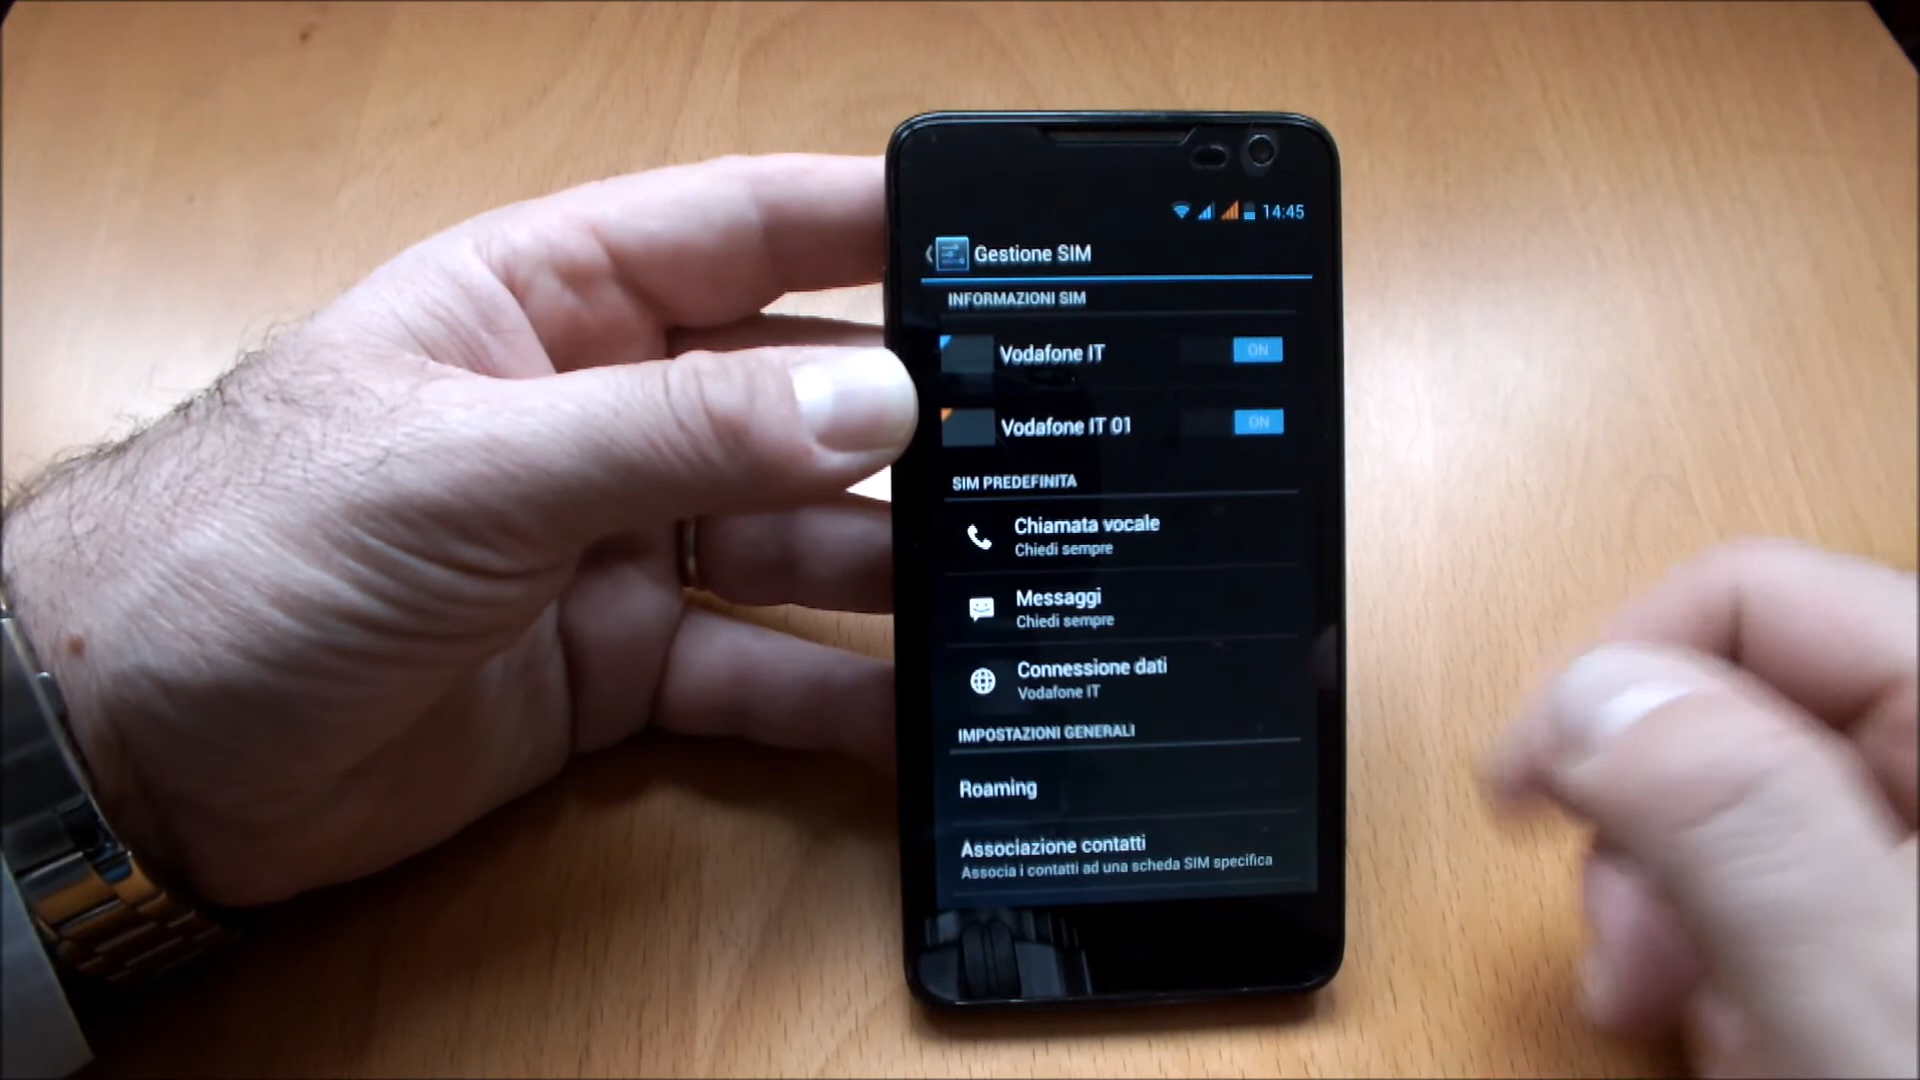 14:45
Gestione SIM
INFORMAZIONI SIM
Vodafone IT ON
Vodafone IT 01 ON
SIM PREDEFINITA
Chiamata vocale
Chiedi sempre
Messaggi
Chiedi sempre
Connessione dati
Vodafone IT
IMPOSTAZIONI GENERALI
Roaming
Associazione contatti
Associa i contatti ad una scheda SIM specifica